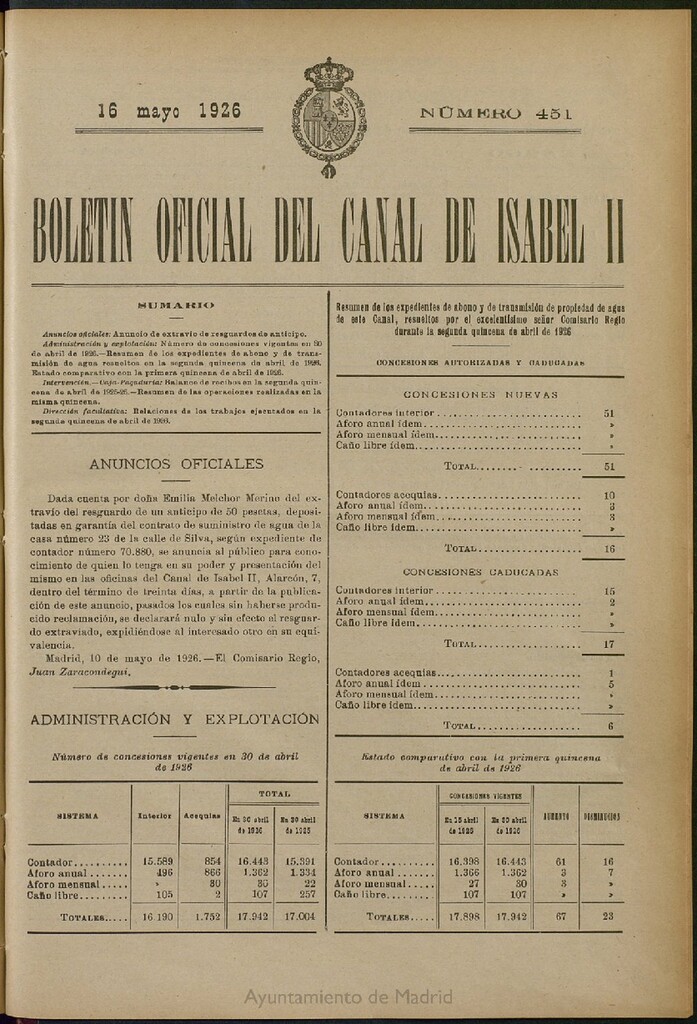 16 mayo 1926
NÚMERO 451
BOLETIN OFICIAL DEL CANAL DE ISABEL II
SUMARIO
Anuncios oficiales: Anuncio de extravío de resguardos de anticipo.
Administración y explotación: Número de concesiones vigentes en 30
de abril de 1926.—Resumen de los expedientes de abono y de trans-
misión de agua resueltos en la segunda quincena de abril de 1926.
Estado comparativo con la primera quincena de abril de 1926.
Intervención.—Caja-Pagaduría: Balance de recibos en la segunda quin-
cena de abril de 1925-26.—Resumen de las operaciones realizadas en la
misma quincena.
Dirección facultativa: Relaciones de los trabajos ejecutados en la
segunda quincena de abril de 1926.
ANUNCIOS OFICIALES
Dada cuenta por doña Emilia Melchor Merino del ex-
travío del resguardo de un anticipo de 50 pesetas, deposi-
tadas en garantía del contrato de suministro de agua de la
casa número 23 de la calle de Silva, según expediente de
contador número 70.880, se anuncia al público para cono-
cimiento de quien lo tenga en su poder y presentación del
mismo en las oficinas del Canal de Isabel II, Alarcón, 7,
dentro del término de treinta días, a partir de la publica-
ción de este anuncio, pasados los cuales sin haberse produ-
cido reclamación, se declarará nulo y sin efecto el resguar-
do extraviado, expidiéndose al interesado otro en su equi-
valencia.
Madrid, 10 de mayo de 1926.—El Comisario Regio,
Juan Zaracondegui.
ADMINISTRACIÓN Y EXPLOTACIÓN
Número de concesiones vigentes en 30 de abril
de 1926
SISTEMA Interior Acequias TOTAL
En 30 abril de 1926 En 30 abril de 1925
Contador.......... 15.589 854 16.443 15.391
Aforo anual....... 496 866 1.362 1.334
Aforo mensual..... » 30 30 22
Caño libre......... 105 2 107 257
TOTALES..... 16.190 1.752 17.942 17.004
Resumen de los expedientes de abono y de transmisión de propiedad de agua
de este Canal, resueltos por el excelentísimo señor Comisario Regio
durante la segunda quincena de abril de 1926
CONCESIONES AUTORIZADAS Y CADUCADAS
CONCESIONES NUEVAS
Contadores interior........................ 51
Aforo anual ídem........................... »
Aforo mensual ídem......................... »
Caño libre ídem............................ »
TOTAL................. 51
Contadores acequias........................ 10
Aforo anual ídem........................... 3
Aforo mensual ídem......................... 3
Caño libre ídem............................ »
TOTAL................. 16
CONCESIONES CADUCADAS
Contadores interior........................ 15
Aforo anual ídem........................... 2
Aforo mensual ídem......................... »
Caño libre ídem............................ »
TOTAL................. 17
Contadores acequias........................ 1
Aforo anual ídem........................... 5
Aforo mensual ídem......................... »
Caño libre ídem............................ »
TOTAL................. 6
Estado comparativo con la primera quincena
de abril de 1926
SISTEMA CONCESIONES VIGENTES AUMENTO DISMINUCIÓN
En 15 abril de 1926 En 30 abril de 1926
Contador......... 16.398 16.443 61 16
Aforo anual...... 1.366 1.362 3 7
Aforo mensual.... 27 30 3 »
Caño libre........ 107 107 » »
TOTALES..... 17.898 17.942 67 23
Ayuntamiento de Madrid